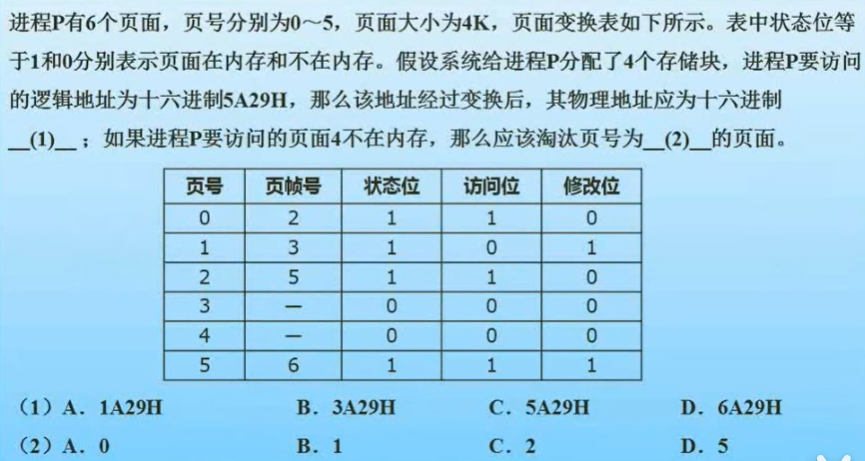 进程P有6个页面，页号分别为0～5，页面大小为4K，页面变换表如下所示。表中状态位等
于1和0分别表示页面在内存和不在内存。假设系统给进程P分配了4个存储块，进程P要访问
的逻辑地址为十六进制5A29H，那么该地址经过变换后，其物理地址应为十六进制
__(1)__；如果进程P要访问的页面4不在内存，那么应该淘汰页号为__(2)__的页面。
页号 页帧号 状态位 访问位 修改位
0 2 1 1 0
1 3 1 0 1
2 5 1 1 0
3 — 0 0 0
4 — 0 0 0
5 6 1 1 1
（1）A．1A29H B．3A29H C．5A29H D．6A29H
（2）A．0 B．1 C．2 D．5